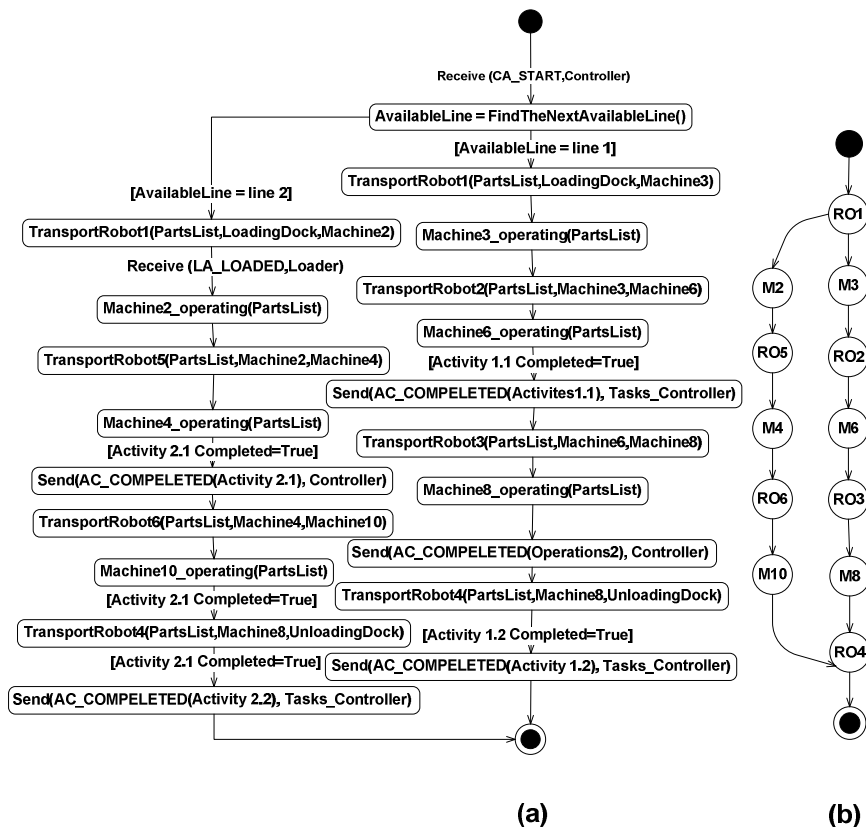 Receive (CA_START,Controller)
AvailableLine = FindTheNextAvailableLine()
[AvailableLine = line 1]
TransportRobot1(PartsList,LoadingDock,Machine3)
Machine3_operating(PartsList)
TransportRobot2(PartsList,Machine3,Machine6)
Machine6_operating(PartsList)
[Activity 1.1 Completed=True]
Send(AC_COMPELETED(Activites1.1), Tasks_Controller)
TransportRobot3(PartsList,Machine6,Machine8)
Machine8_operating(PartsList)
Send(AC_COMPELETED(Operations2), Controller)
TransportRobot4(PartsList,Machine8,UnloadingDock)
[Activity 1.2 Completed=True]
Send(AC_COMPELETED(Activity 1.2), Tasks_Controller)
[AvailableLine = line 2]
TransportRobot1(PartsList,LoadingDock,Machine2)
Receive (LA_LOADED,Loader)
Machine2_operating(PartsList)
TransportRobot5(PartsList,Machine2,Machine4)
Machine4_operating(PartsList)
[Activity 2.1 Completed=True]
Send(AC_COMPELETED(Activity 2.1), Controller)
TransportRobot6(PartsList,Machine4,Machine10)
Machine10_operating(PartsList)
[Activity 2.1 Completed=True]
TransportRobot4(PartsList,Machine8,UnloadingDock)
[Activity 2.1 Completed=True]
Send(AC_COMPELETED(Activity 2.2), Tasks_Controller)
(a)
RO1
M2
RO5
M4
RO6
M10
M3
RO2
M6
RO3
M8
RO4
(b)